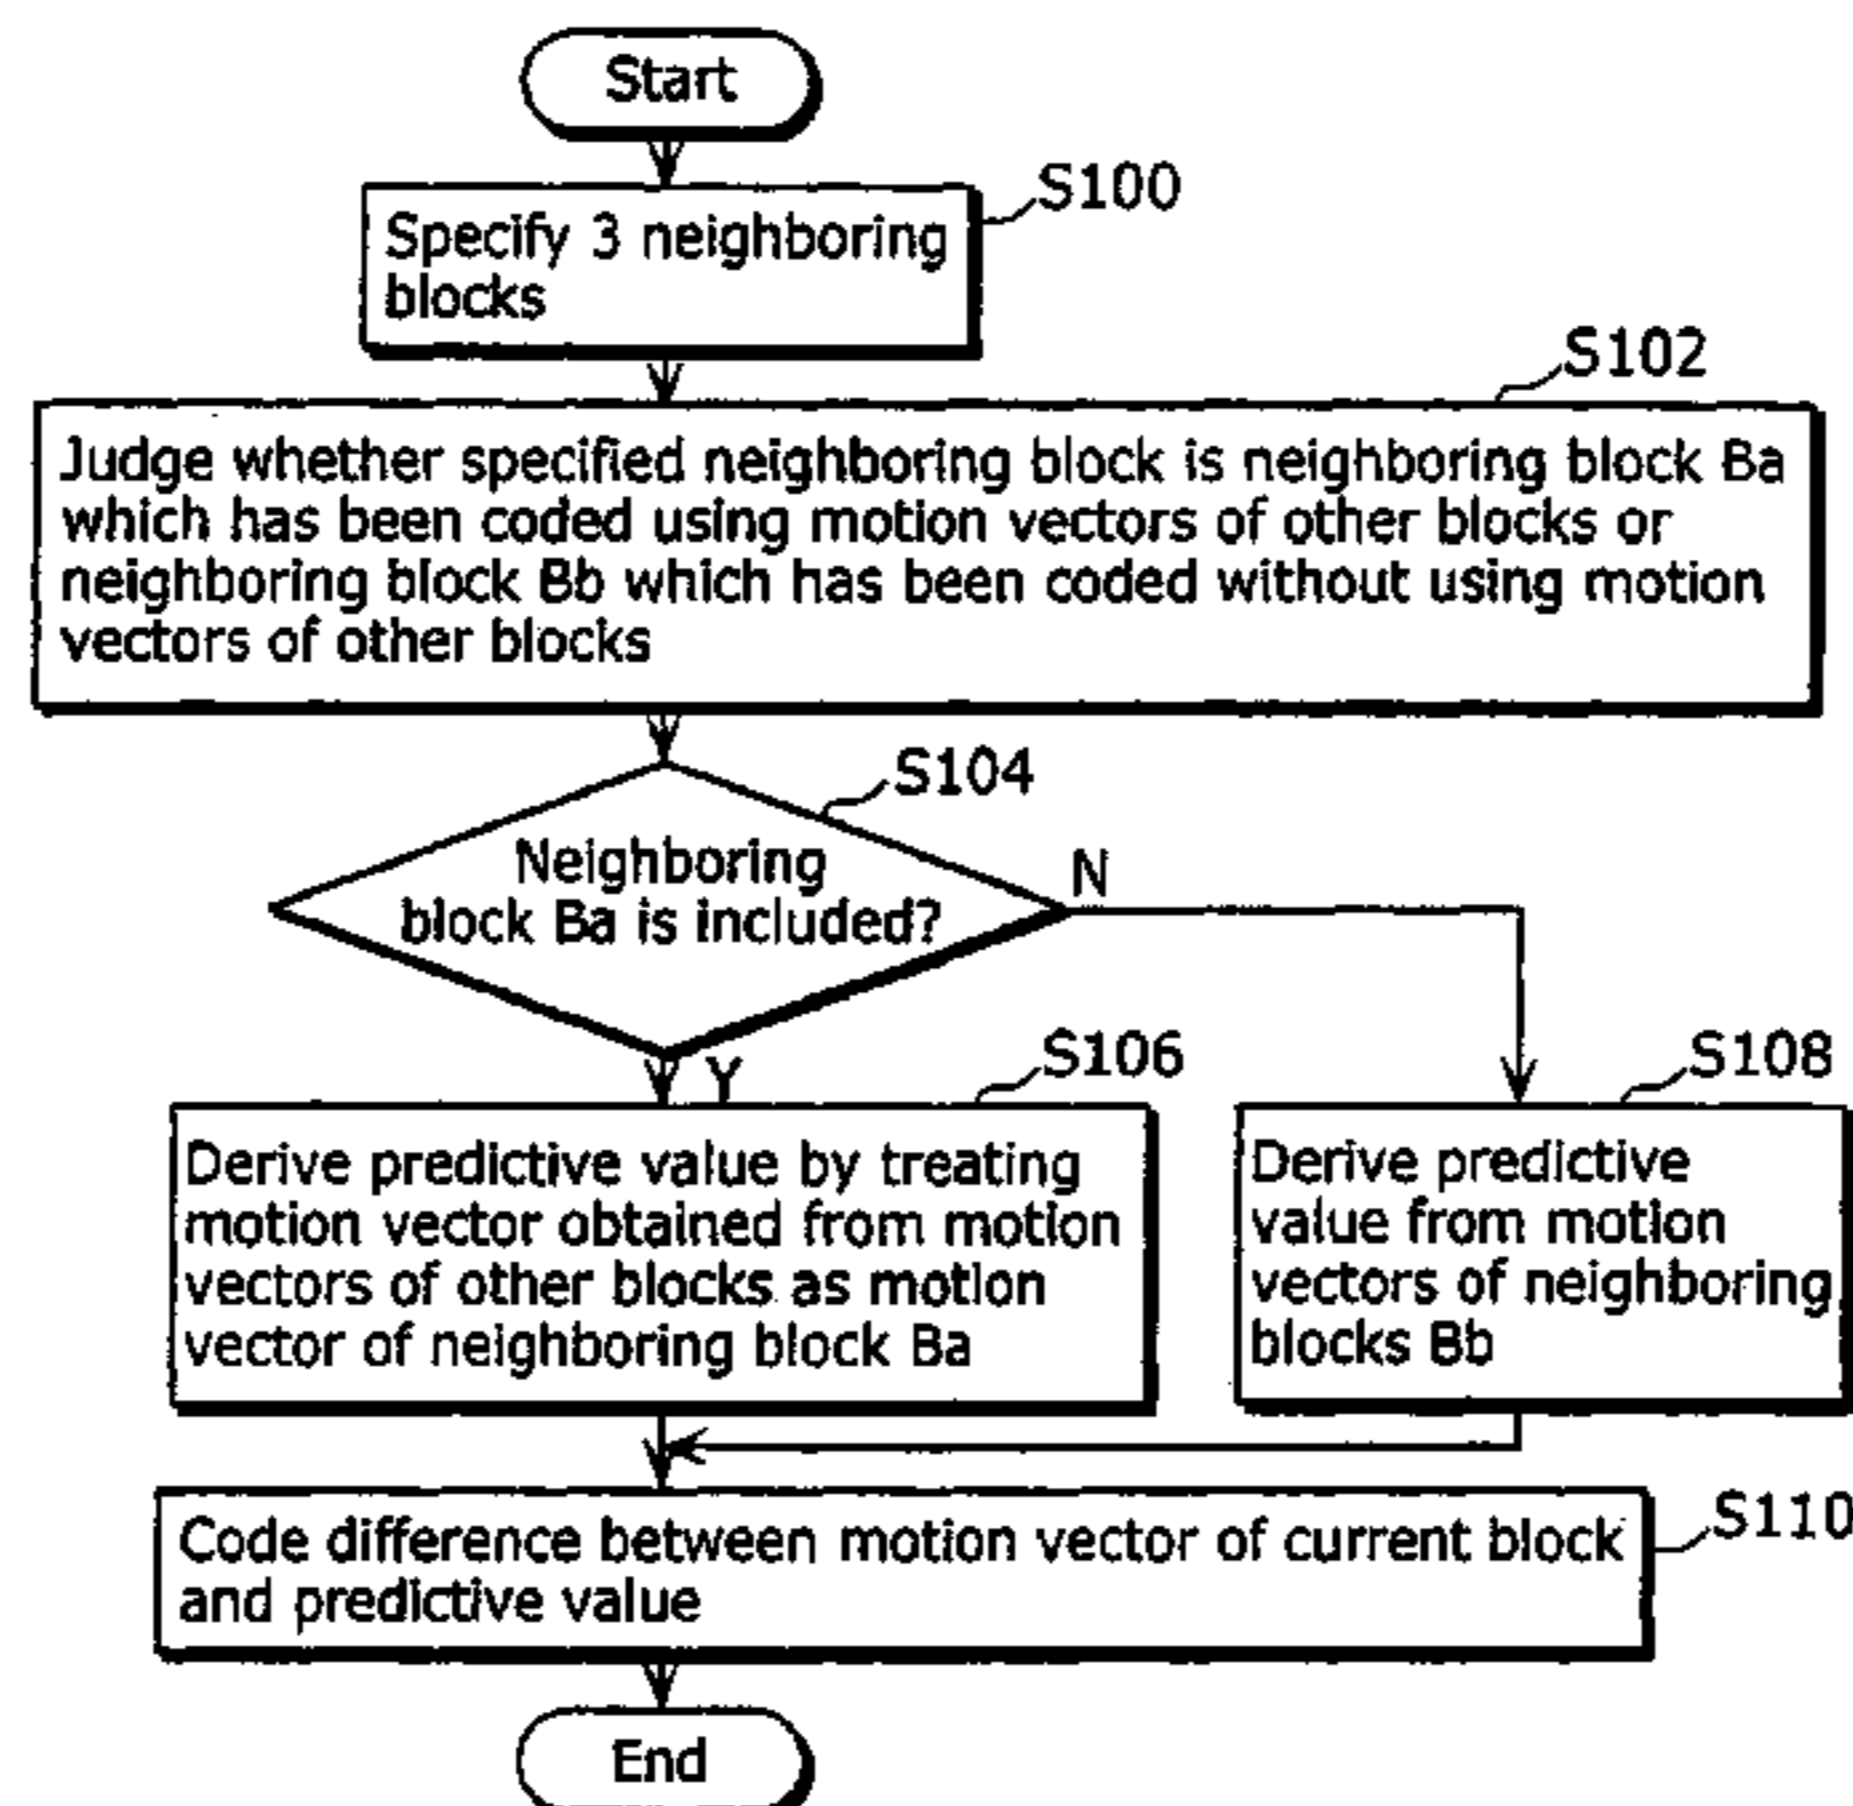 Start
S100
Specify 3 neighboring
blocks
S102
Judge whether specified neighboring block is neighboring block Ba
which has been coded using motion vectors of other blocks or
neighboring block Bb which has been coded without using motion
vectors of other blocks
S104
Neighboring
block Ba is included?
N
Y
S106
Derive predictive value by treating
motion vector obtained from motion
vectors of other blocks as motion
vector of neighboring block Ba
S108
Derive predictive
value from motion
vectors of neighboring
blocks Bb
S110
Code difference between motion vector of current block
and predictive value
End